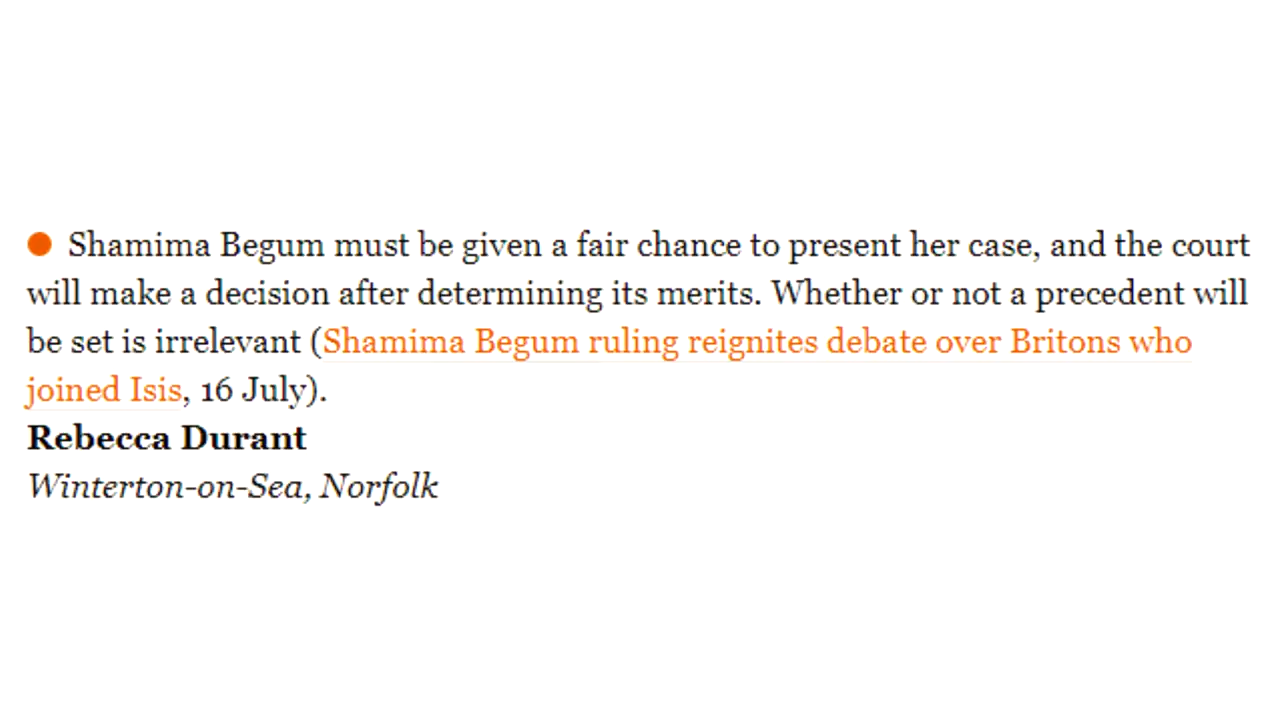 ● Shamima Begum must be given a fair chance to present her case, and the court
will make a decision after determining its merits. Whether or not a precedent will
be set is irrelevant (Shamima Begum ruling reignites debate over Britons who
joined Isis, 16 July).
Rebecca Durant
Winterton-on-Sea, Norfolk